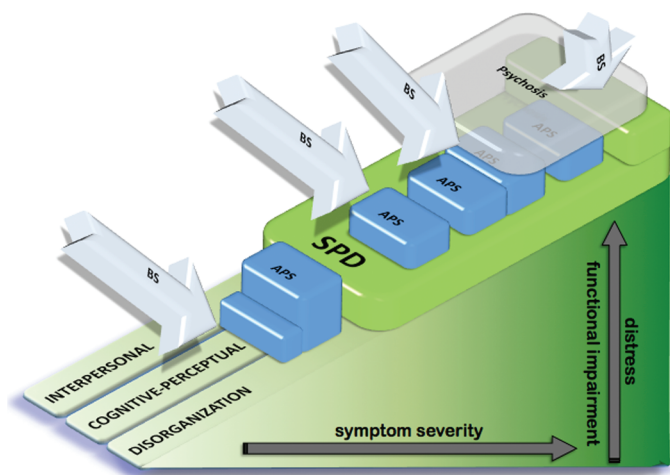 BS
BS
Psychosis
BS
APS
APS
BS
APS
APS
SPD
BS
APS
INTERPERSONAL
COGNITIVE-PERCEPTUAL
DISORGANIZATION
functional impairment
distress
symptom severity